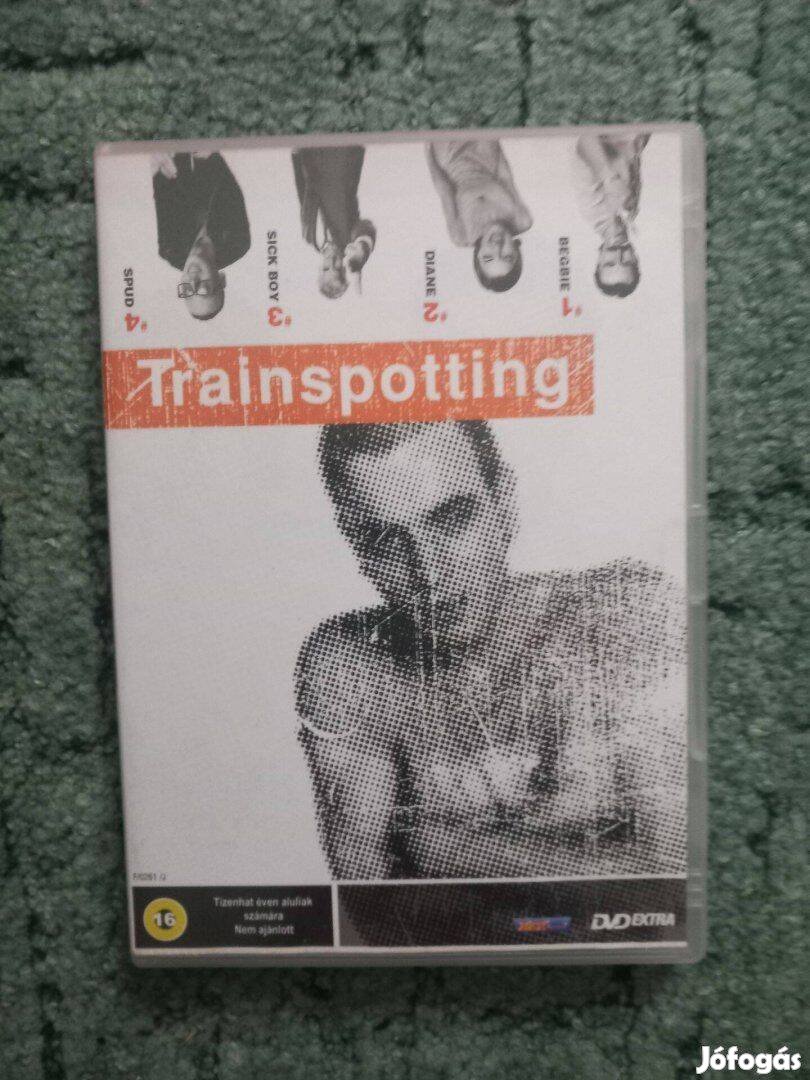 BEGBIE #1
DIANE #2
SICK BOY #3
SPUD #4
Trainspotting
16
Tizenhat éven aluliak
számára
Nem ajánlott
DVD EXTRA
Jófogás